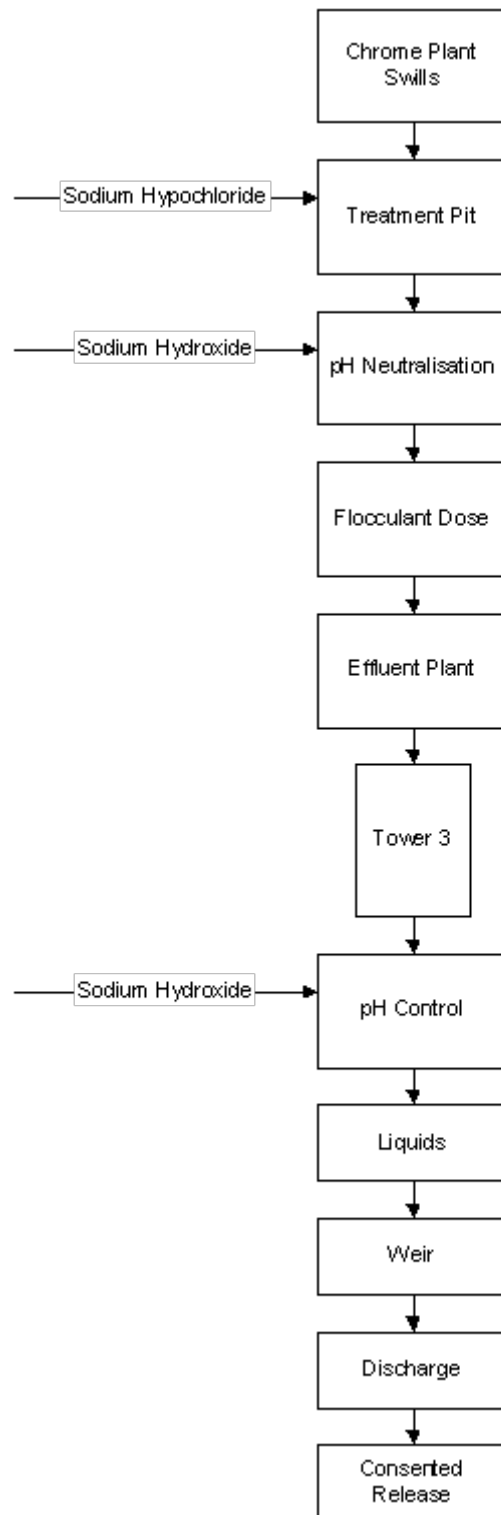 Chrome Plant
Swills
Sodium Hypochloride
Treatment Pit
Sodium Hydroxide
pH Neutralisation
Flocculant Dose
Effluent Plant
Tower 3
Sodium Hydroxide
pH Control
Liquids
Weir
Discharge
Consented
Release